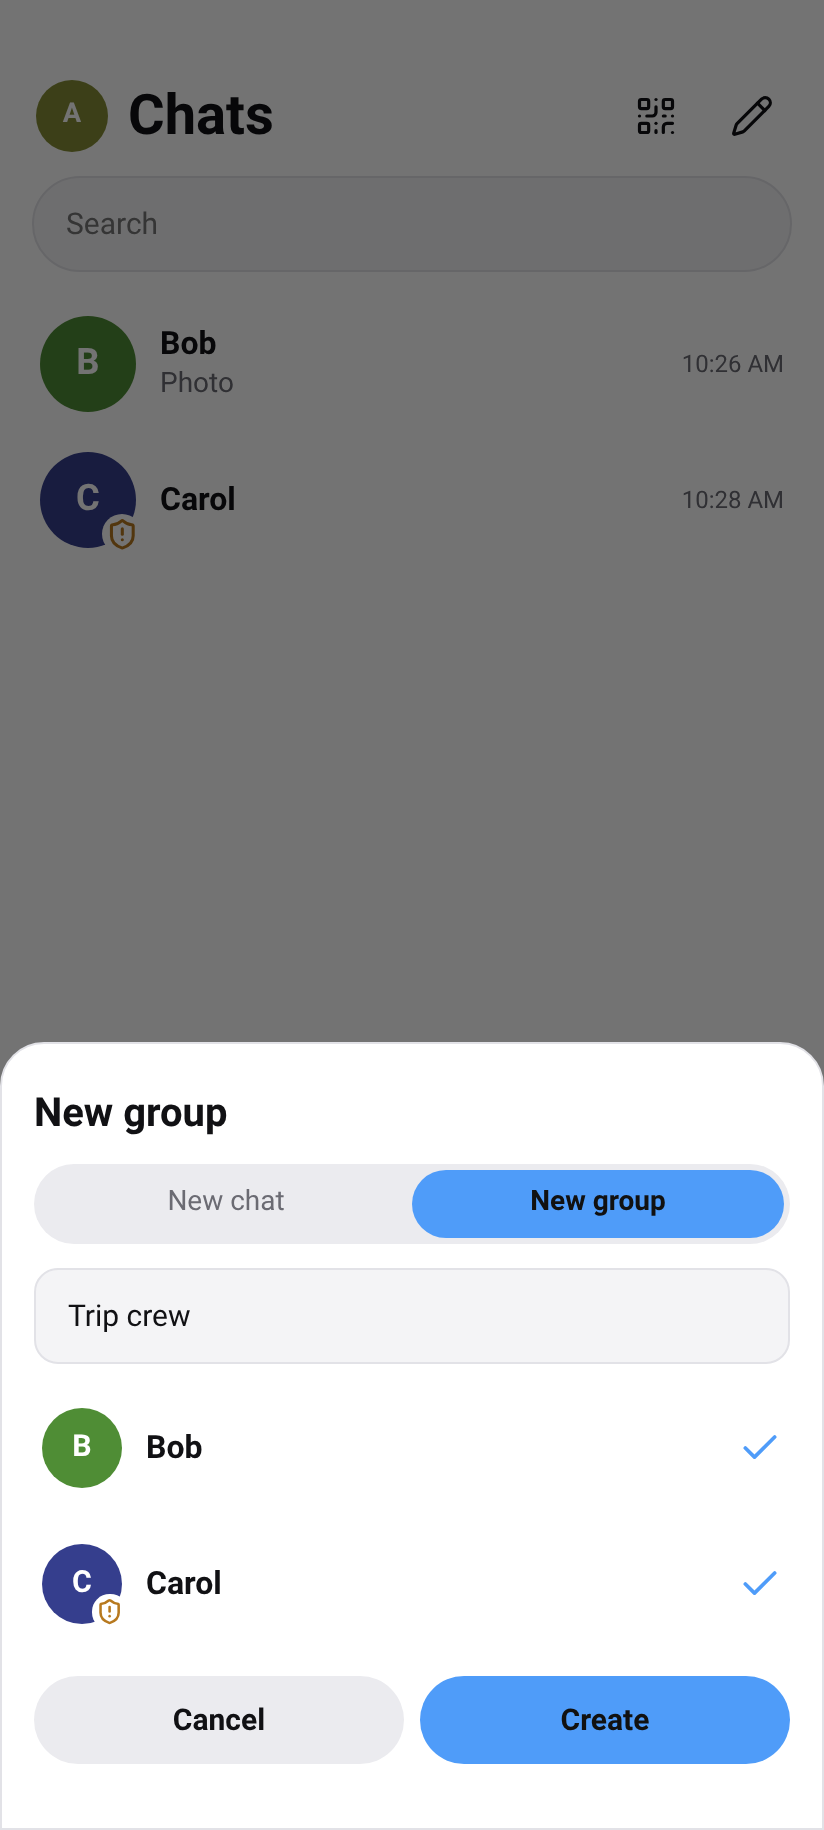 A
Chats
Search
B
Bob
Photo
10:26 AM
C
Carol
10:28 AM
New group
New chat
New group
Trip crew
B
Bob
C
Carol
Cancel
Create